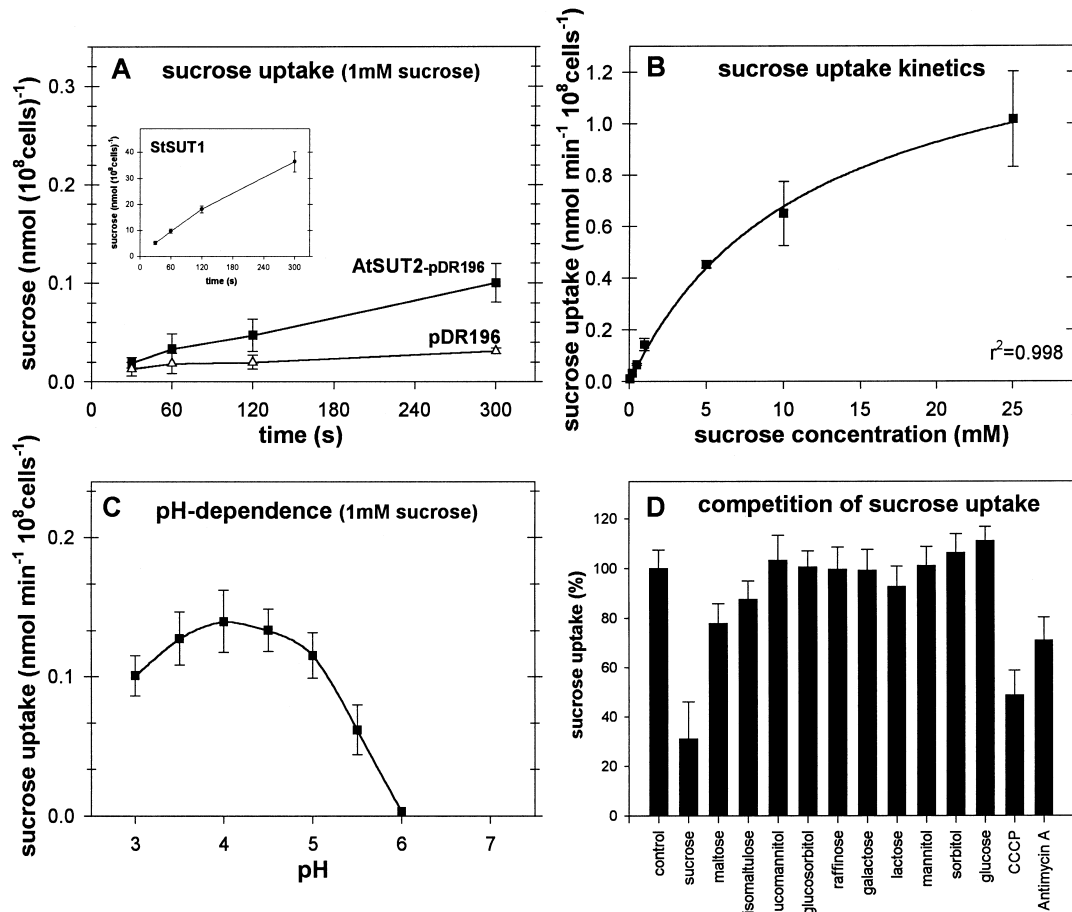 A sucrose uptake (1mM sucrose)
sucrose (nmol (10⁸cells)⁻¹
0.3
0.2
0.1
0.0
StSUT1
sucrose (nmol (10⁸cells)⁻¹
40
30
20
10
0
0 60 120 180 240 300
time (s)
AtSUT2-pDR196
pDR196
0 60 120 240 300
time (s)
B sucrose uptake kinetics
sucrose uptake (nmol min⁻¹ 10⁸cells⁻¹)
1.2
1.0
0.8
0.6
0.4
0.2
0.0
r²=0.998
0 5 10 15 20 25
sucrose concentration (mM)
C pH-dependence (1mM sucrose)
sucrose uptake (nmol min⁻¹ 10⁸cells⁻¹)
0.2
0.1
0.0
3 4 5 6 7
pH
D competition of sucrose uptake
sucrose uptake (%)
120
100
80
60
40
20
0
control
sucrose
maltose
isomaltulose
ucomannitol
glucosorbitol
raffinose
galactose
lactose
mannitol
sorbitol
glucose
CCCP
Antimycin A